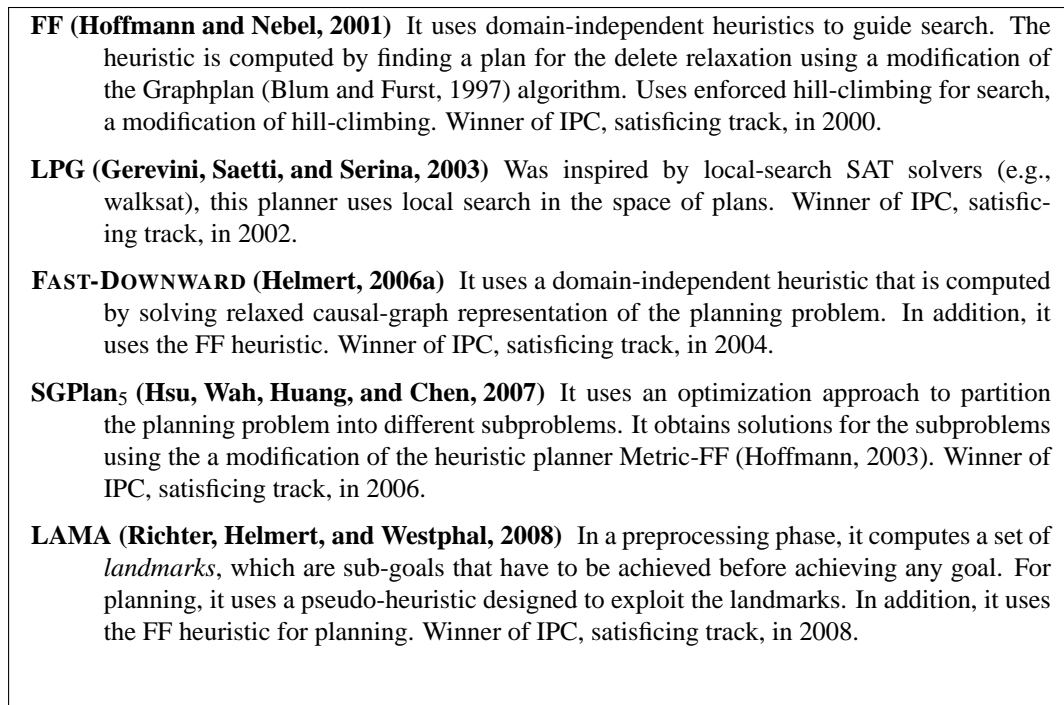 FF (Hoffmann and Nebel, 2001) It uses domain-independent heuristics to guide search. The
heuristic is computed by finding a plan for the delete relaxation using a modification of
the Graphplan (Blum and Furst, 1997) algorithm. Uses enforced hill-climbing for search,
a modification of hill-climbing. Winner of IPC, satisficing track, in 2000.
LPG (Gerevini, Saetti, and Serina, 2003) Was inspired by local-search SAT solvers (e.g.,
walksat), this planner uses local search in the space of plans. Winner of IPC, satisfic-
ing track, in 2002.
FAST-DOWNWARD (Helmert, 2006a) It uses a domain-independent heuristic that is computed
by solving relaxed causal-graph representation of the planning problem. In addition, it
uses the FF heuristic. Winner of IPC, satisficing track, in 2004.
SGPlan₅ (Hsu, Wah, Huang, and Chen, 2007) It uses an optimization approach to partition
the planning problem into different subproblems. It obtains solutions for the subproblems
using the a modification of the heuristic planner Metric-FF (Hoffmann, 2003). Winner of
IPC, satisficing track, in 2006.
LAMA (Richter, Helmert, and Westphal, 2008) In a preprocessing phase, it computes a set of
landmarks, which are sub-goals that have to be achieved before achieving any goal. For
planning, it uses a pseudo-heuristic designed to exploit the landmarks. In addition, it uses
the FF heuristic for planning. Winner of IPC, satisficing track, in 2008.